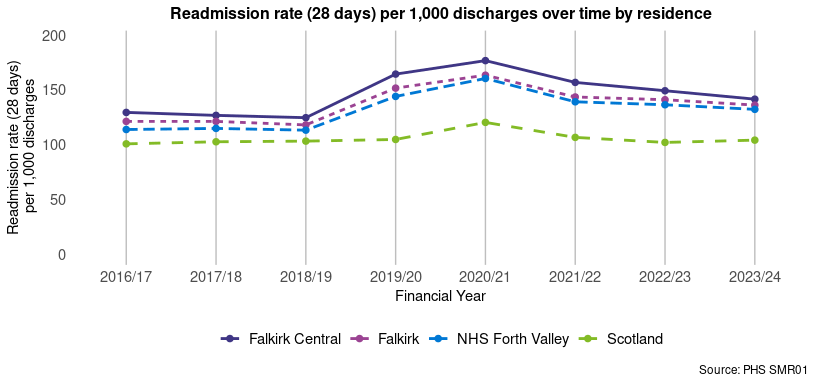 Readmission rate (28 days) per 1,000 discharges over time by residence
Readmission rate (28 days)
per 1,000 discharges
200
150
100
50
0
2016/17 2017/18 2018/19 2019/20 2020/21 2021/22 2022/23 2023/24
Financial Year
Falkirk Central Falkirk NHS Forth Valley Scotland
Source: PHS SMR01